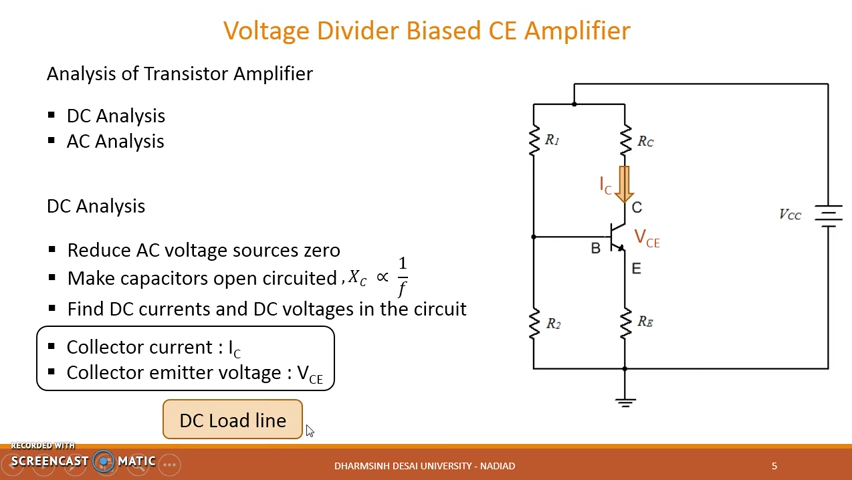 Voltage Divider Biased CE Amplifier
Analysis of Transistor Amplifier
▪ DC Analysis
▪ AC Analysis
DC Analysis
▪ Reduce AC voltage sources zero
▪ Make capacitors open circuited , X_C ∝ 1/f
▪ Find DC currents and DC voltages in the circuit
▪ Collector current : I_C
▪ Collector emitter voltage : V_CE
DC Load line
R1
RC
I_C
C
VCC
V_CE
B
E
R2
RE
RECORDED WITH
SCREENCAST MATIC
DHARMSINH DESAI UNIVERSITY - NADIAD
5